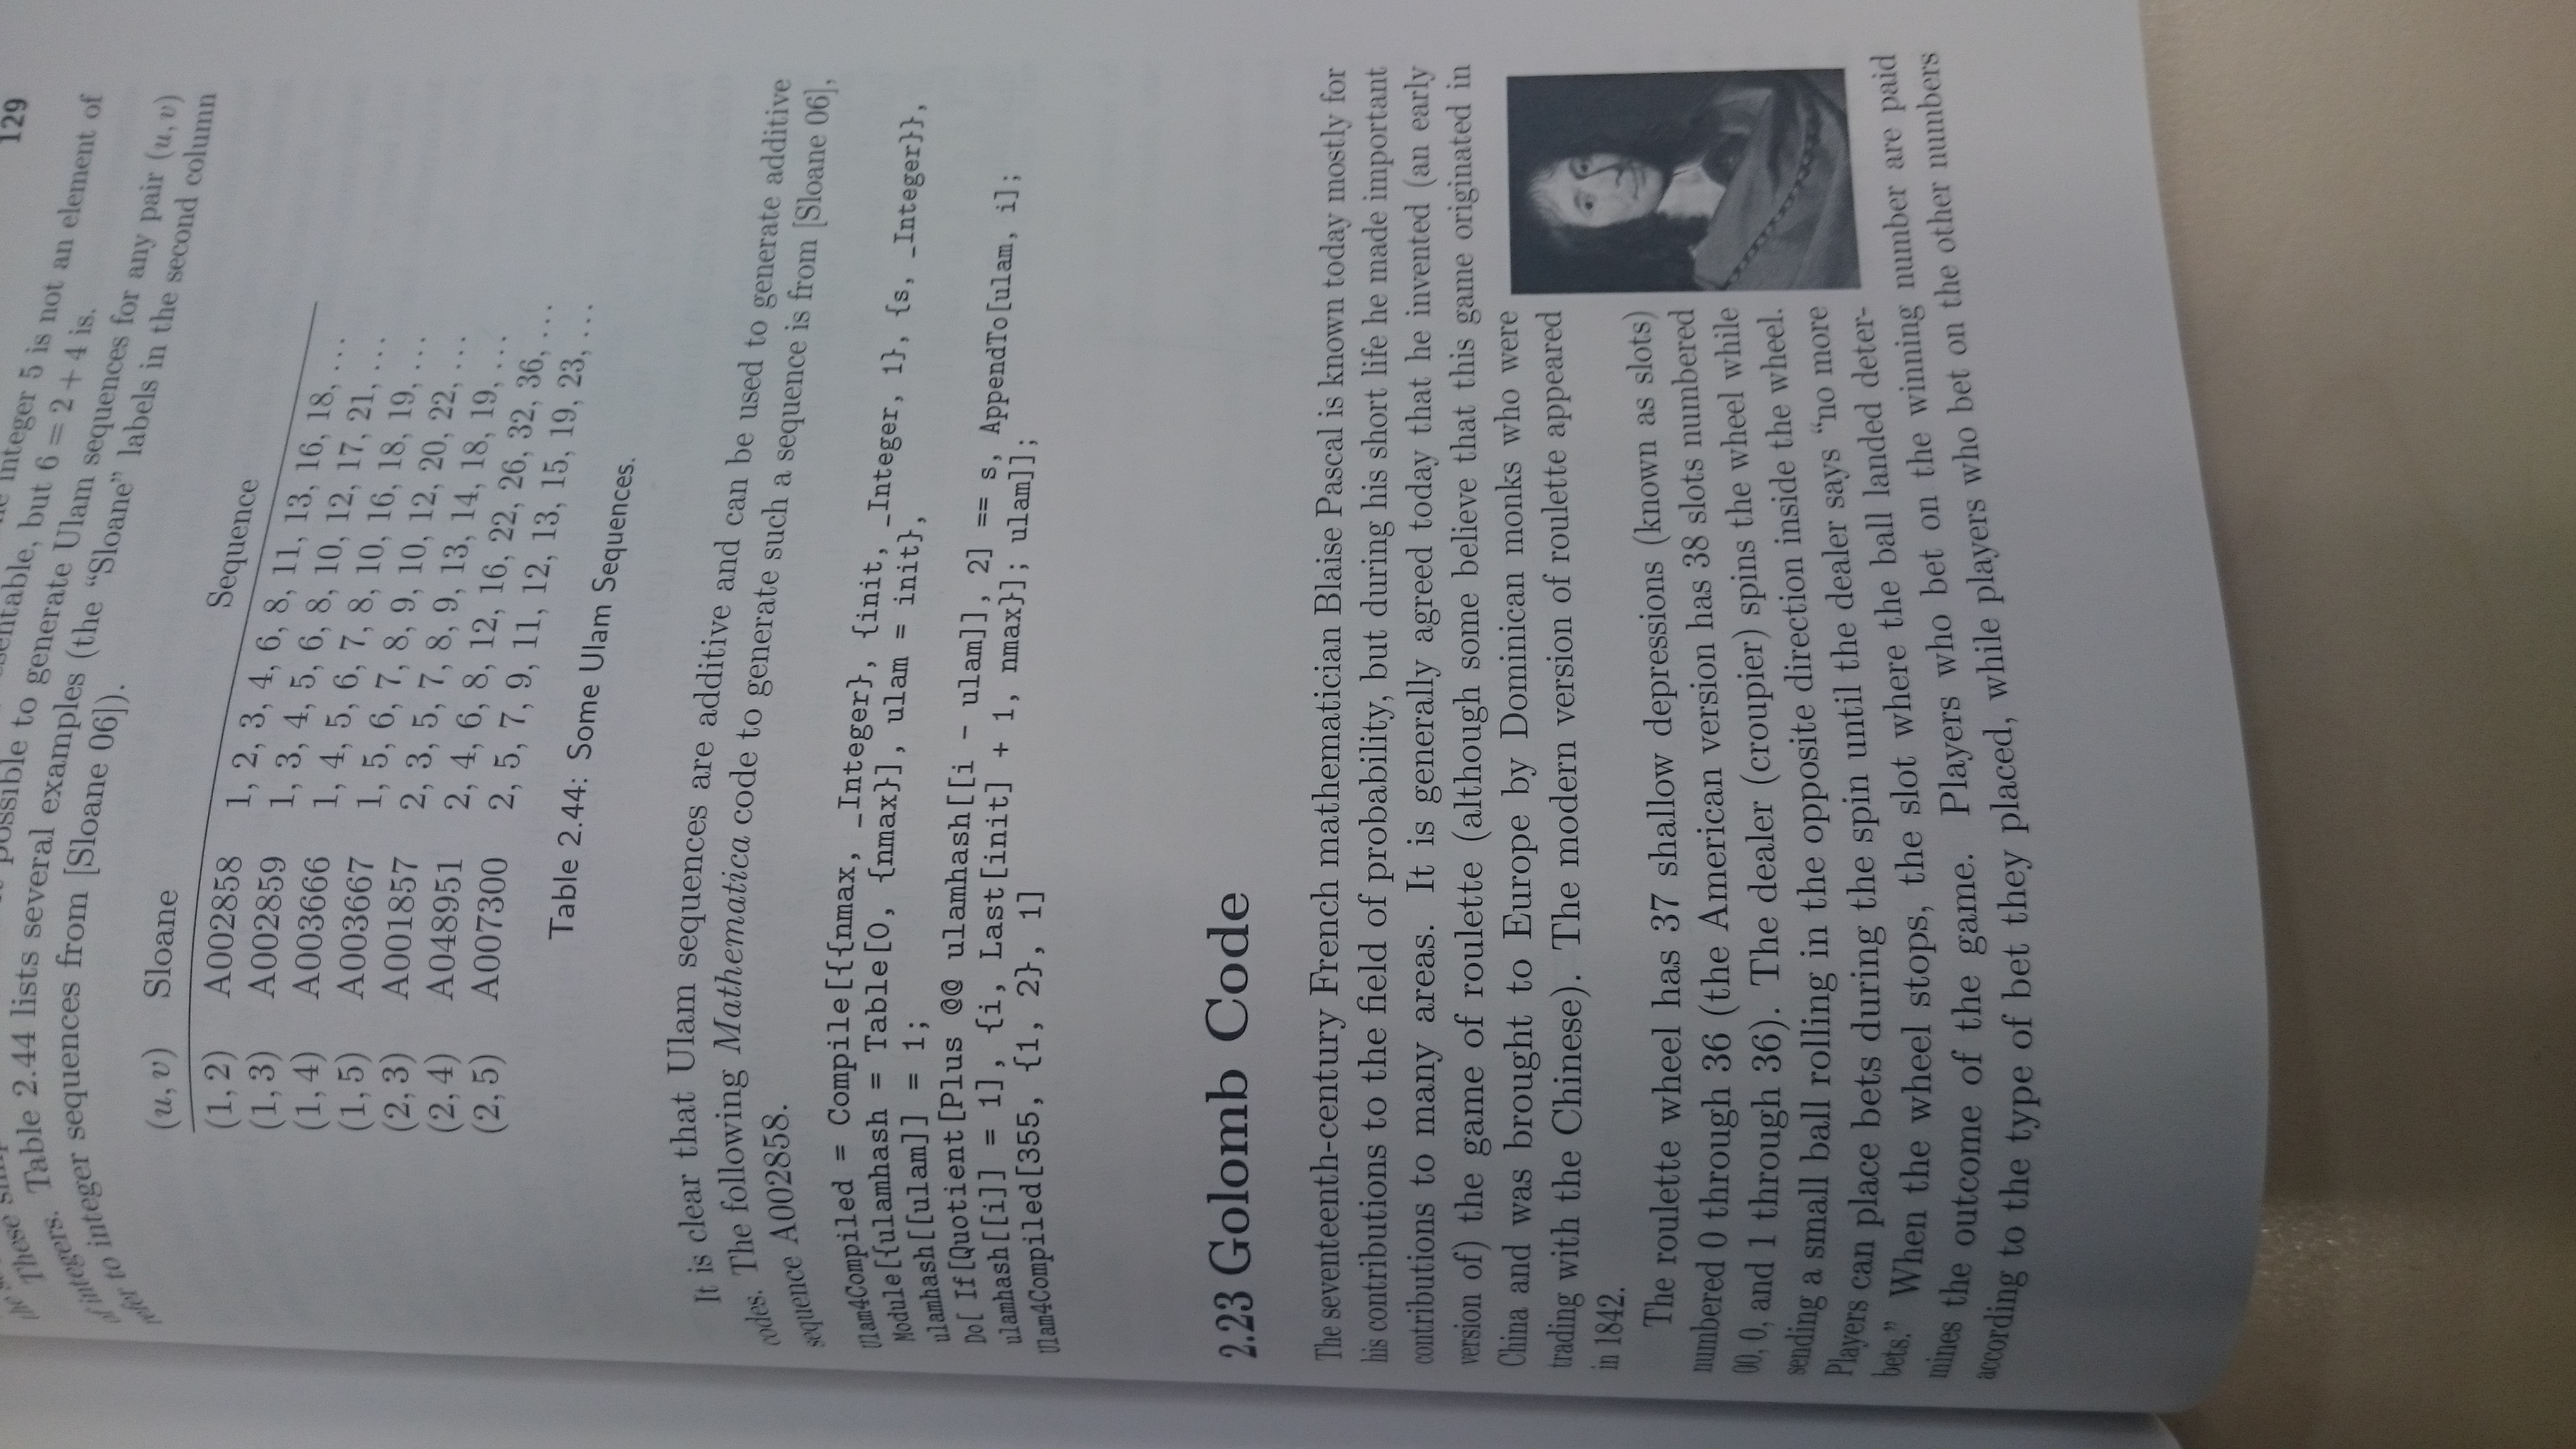 129
integer 5 is not an element of
but 6 = 2 + 4 is.
These possible to generate Ulam sequences for any pair (u, v)
of integers. Table 2.44 lists several examples (the “Sloane” labels in the second column
refer to integer sequences from [Sloane 06]).
(u, v) Sloane Sequence
(1, 2) A002858 1, 2, 3, 4, 6, 8, 11, 13, 16, 18, ...
(1, 3) A002859 1, 3, 4, 5, 6, 8, 10, 12, 17, 21, ...
(1, 4) A003666 1, 4, 5, 6, 7, 8, 10, 16, 18, 19, ...
(1, 5) A003667 1, 5, 6, 7, 8, 9, 10, 12, 20, 22, ...
(2, 3) A001857 2, 3, 5, 7, 8, 9, 13, 14, 18, 19, ...
(2, 4) A048951 2, 4, 6, 8, 12, 16, 22, 26, 32, 36, ...
(2, 5) A007300 2, 5, 7, 9, 11, 12, 13, 15, 19, 23, ...
Table 2.44: Some Ulam Sequences.
It is clear that Ulam sequences are additive and can be used to generate additive
codes. The following Mathematica code to generate such a sequence is from [Sloane 06],
sequence A002858.
Ulam4Compiled = Compile[{{nmax, _Integer}, {init, _Integer, 1}, {s, _Integer}},
Module[{ulamhash = Table[0, {nmax}], ulam = init},
ulamhash[[ulam]] = 1;
Do[ If[Quotient[Plus @@ ulamhash[[i - ulam]], 2] == s, AppendTo[ulam, i];
ulamhash[[i]] = 1], {i, Last[init] + 1, nmax}]; ulam]];
Ulam4Compiled[355, {1, 2}, 1]
2.23 Golomb Code
The seventeenth-century French mathematician Blaise Pascal is known today mostly for
his contributions to the field of probability, but during his short life he made important
contributions to many areas. It is generally agreed today that he invented (an early
version of) the game of roulette (although some believe that this game originated in
China and was brought to Europe by Dominican monks who were
trading with the Chinese). The modern version of roulette appeared
in 1842.
The roulette wheel has 37 shallow depressions (known as slots)
numbered 0 through 36 (the American version has 38 slots numbered
00, 0, and 1 through 36). The dealer (croupier) spins the wheel while
sending a small ball rolling in the opposite direction inside the wheel.
Players can place bets during the spin until the dealer says “no more
bets.” When the wheel stops, the slot where the ball landed deter-
mines the outcome of the game. Players who bet on the winning number are paid
according to the type of bet they placed, while players who bet on the other numbers